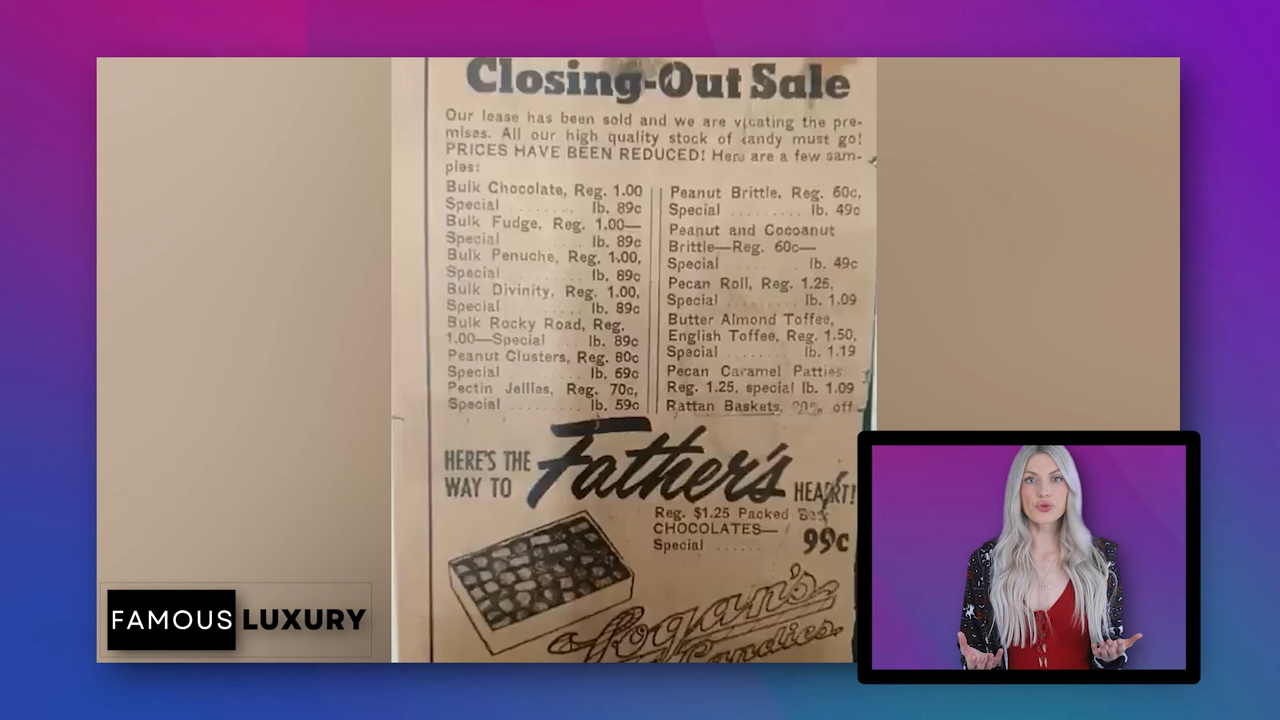 Closing-Out Sale
Our lease has been sold and we are vacating the pre-
mises. All our high quality stock of candy must go!
PRICES HAVE BEEN REDUCED! Here are a few sam-
ples:
Bulk Chocolate, Reg. 1.00
Special ........ lb. 89c
Bulk Fudge, Reg. 1.00—
Special ........ lb. 89c
Bulk Penuche, Reg. 1.00,
Special ........ lb. 89c
Bulk Divinity, Reg. 1.00,
Special ........ lb. 89c
Bulk Rocky Road, Reg.
1.00—Special lb. 89c
Peanut Clusters, Reg. 80c
Special ........ lb. 69c
Pectin Jellies, Reg. 70c,
Special ........ lb. 59c
Peanut Brittle, Reg. 60c,
Special ........ lb. 49c
Peanut and Cocoanut
Brittle—Reg. 60c—
Special ........ lb. 49c
Pecan Roll, Reg. 1.25,
Special ........ lb. 1.09
Butter Almond Toffee,
English Toffee, Reg. 1.50,
Special ........ lb. 1.19
Pecan Caramel Patties,
Reg. 1.25, special lb. 1.09
Rattan Baskets, off
HERE'S THE
WAY TO Father's HEART!
Reg. $1.25 Packed Box
CHOCOLATES—
Special ...... 99c
Candies
FAMOUS LUXURY